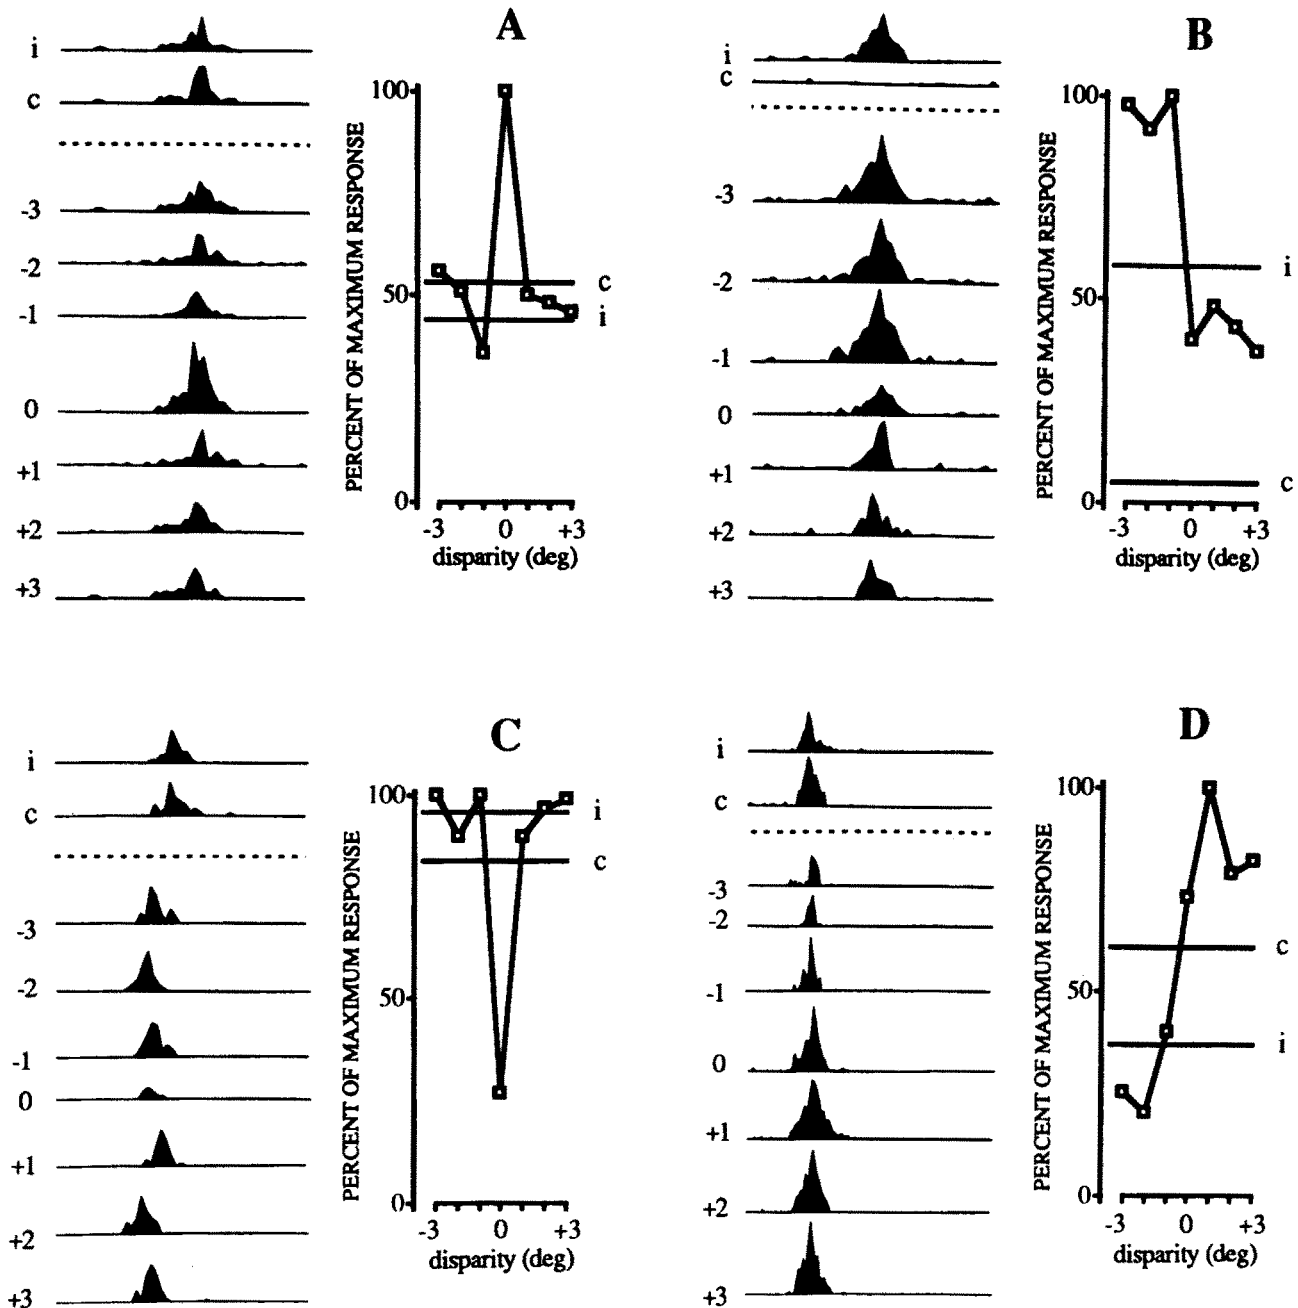 A
i
c
-3
-2
-1
0
+1
+2
+3
PERCENT OF MAXIMUM RESPONSE
100
50
0
c
i
-3 0 +3
disparity (deg)
B
i
c
-3
-2
-1
0
+1
+2
+3
PERCENT OF MAXIMUM RESPONSE
100
50
0
i
c
-3 0 +3
disparity (deg)
C
i
c
-3
-2
-1
0
+1
+2
+3
PERCENT OF MAXIMUM RESPONSE
100
50
0
i
c
-3 0 +3
disparity (deg)
D
i
c
-3
-2
-1
0
+1
+2
+3
PERCENT OF MAXIMUM RESPONSE
100
50
0
c
i
-3 0 +3
disparity (deg)